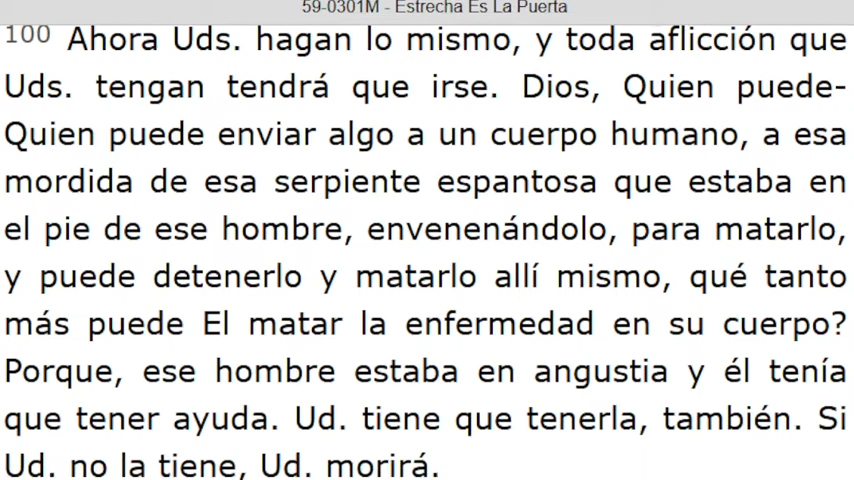 59-0301M - Estrecha Es La Puerta
100 Ahora Uds. hagan lo mismo, y toda aflicción que
Uds. tengan tendrá que irse. Dios, Quien puede-
Quien puede enviar algo a un cuerpo humano, a esa
mordida de esa serpiente espantosa que estaba en
el pie de ese hombre, envenenándolo, para matarlo,
y puede detenerlo y matarlo allí mismo, qué tanto
más puede El matar la enfermedad en su cuerpo?
Porque, ese hombre estaba en angustia y él tenía
que tener ayuda. Ud. tiene que tenerla, también. Si
Ud. no la tiene, Ud. morirá.